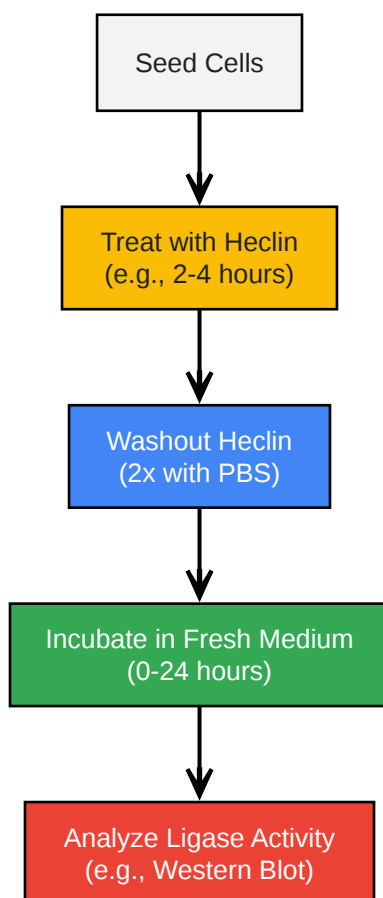 Seed Cells
Treat with Heclin
(e.g., 2-4 hours)
Washout Heclin
(2x with PBS)
Incubate in Fresh Medium
(0-24 hours)
Analyze Ligase Activity
(e.g., Western Blot)